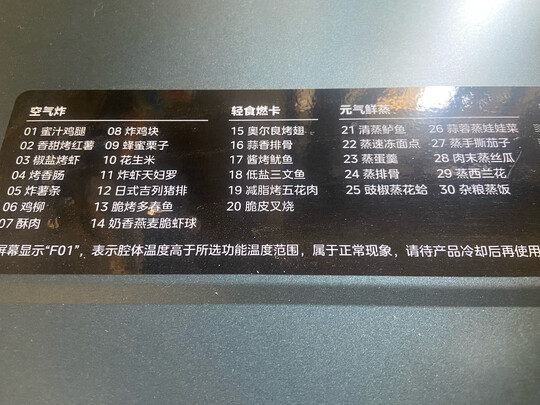 空气炸
01 蜜汁鸡腿
02 香甜烤红薯
03 椒盐烤虾
04 烤香肠
05 炸薯条
06 鸡柳
07 酥肉
08 炸鸡块
09 蜂蜜栗子
10 花生米
11 炸虾天妇罗
12 日式吉列猪排
13 脆烤多春鱼
14 奶香燕麦脆虾球
轻食燃卡
15 奥尔良烤翅
16 蒜香排骨
17 酱烤鱿鱼
18 低盐三文鱼
19 减脂烤五花肉
20 脆皮叉烧
元气鲜蒸
21 清蒸鲈鱼
22 蒸速冻面点
23 蒸蛋羹
24 蒸排骨
25 豉椒蒸花蛤
26 蒜蓉蒸娃娃菜
27 蒸手撕茄子
28 肉末蒸丝瓜
29 蒸西兰花
30 杂粮蒸饭
屏幕显示“F01”，表示腔体温度高于所选功能温度范围，属于正常现象，请待产品冷却后再使用